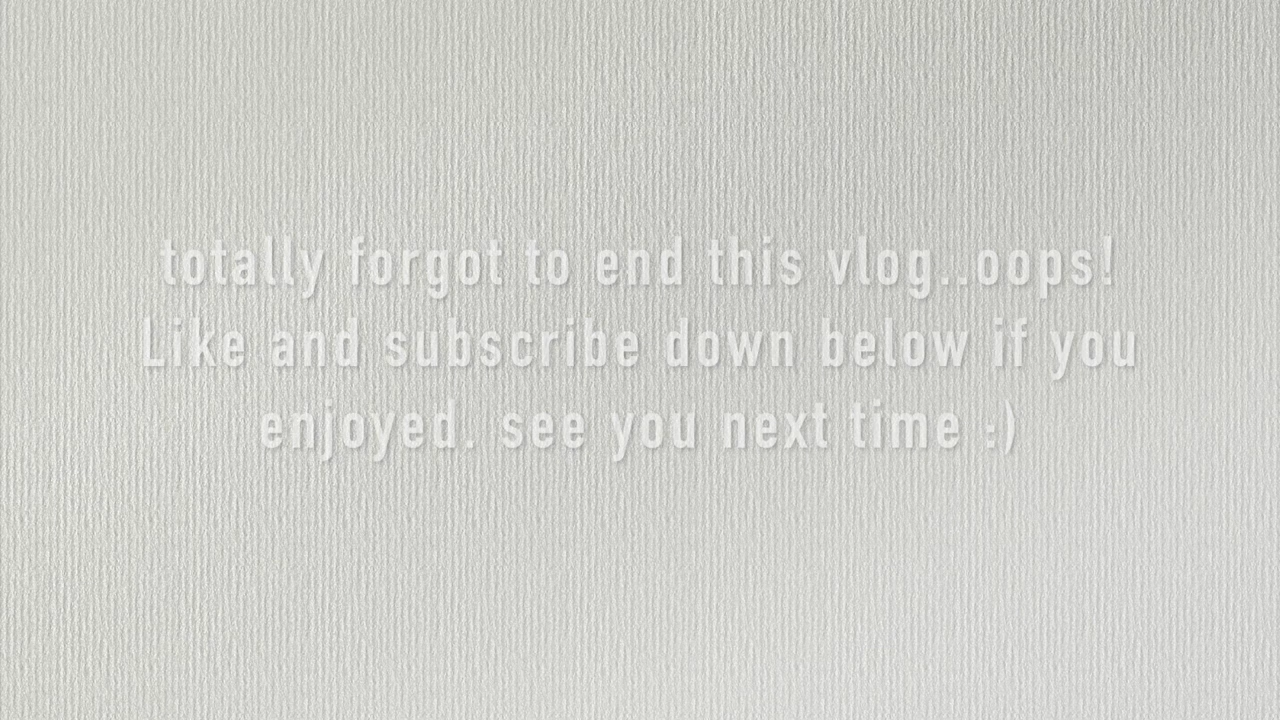 totally forgot to end this vlog..oops!
Like and subscribe down below if you
enjoyed. see you next time :)